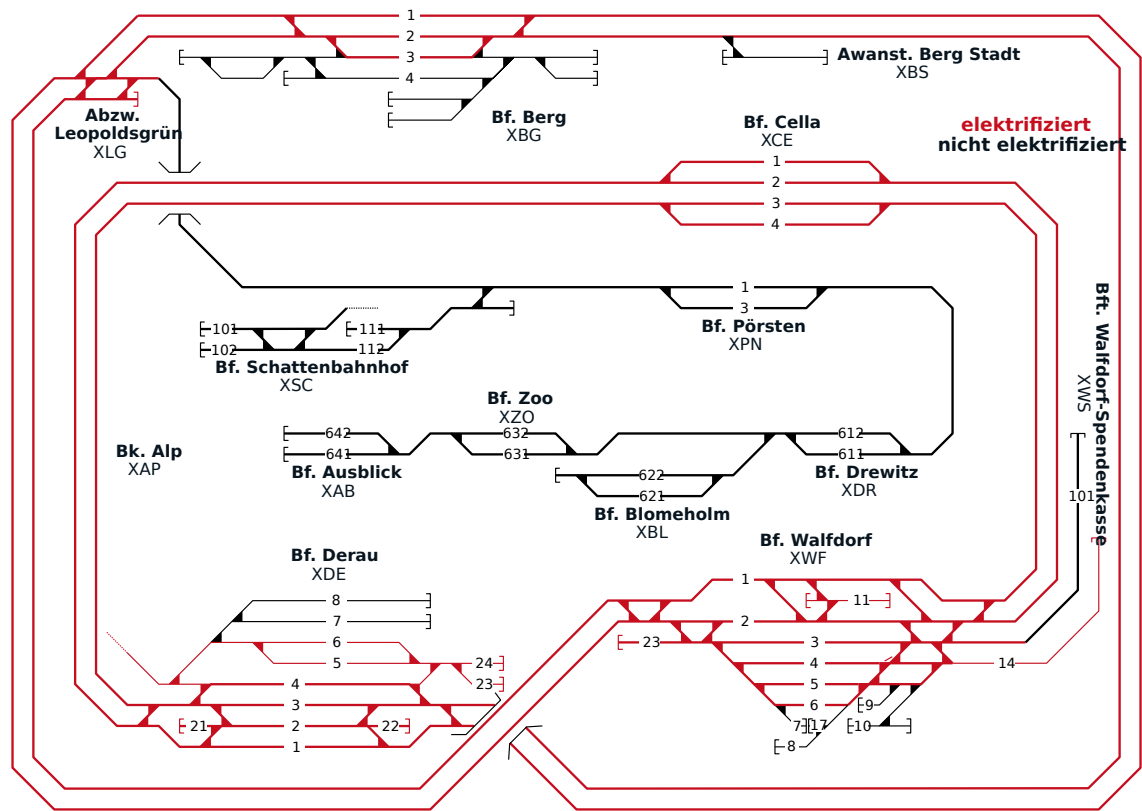 1
2
3
4
Awanst. Berg Stadt
XBS
Abzw.
Leopoldsgrün
XLG
Bf. Berg
XBG
Bf. Cella
XCE
elektrifiziert
nicht elektrifiziert
1
2
3
4
1
3
Bf. Pörsten
XPN
101
111
102
112
Bf. Schattenbahnhof
XSC
Bft. Walfdorf-Spendenkasse
XWS
101
Bf. Zoo
XZO
642
632
612
641
631
611
Bk. Alp
XAP
Bf. Ausblick
XAB
622
621
Bf. Drewitz
XDR
Bf. Blomeholm
XBL
Bf. Walfdorf
XWF
Bf. Derau
XDE
1
11
2
23
3
4
14
5
6
9
7
17
10
8
8
7
6
5
24
4
23
3
21
2
22
1